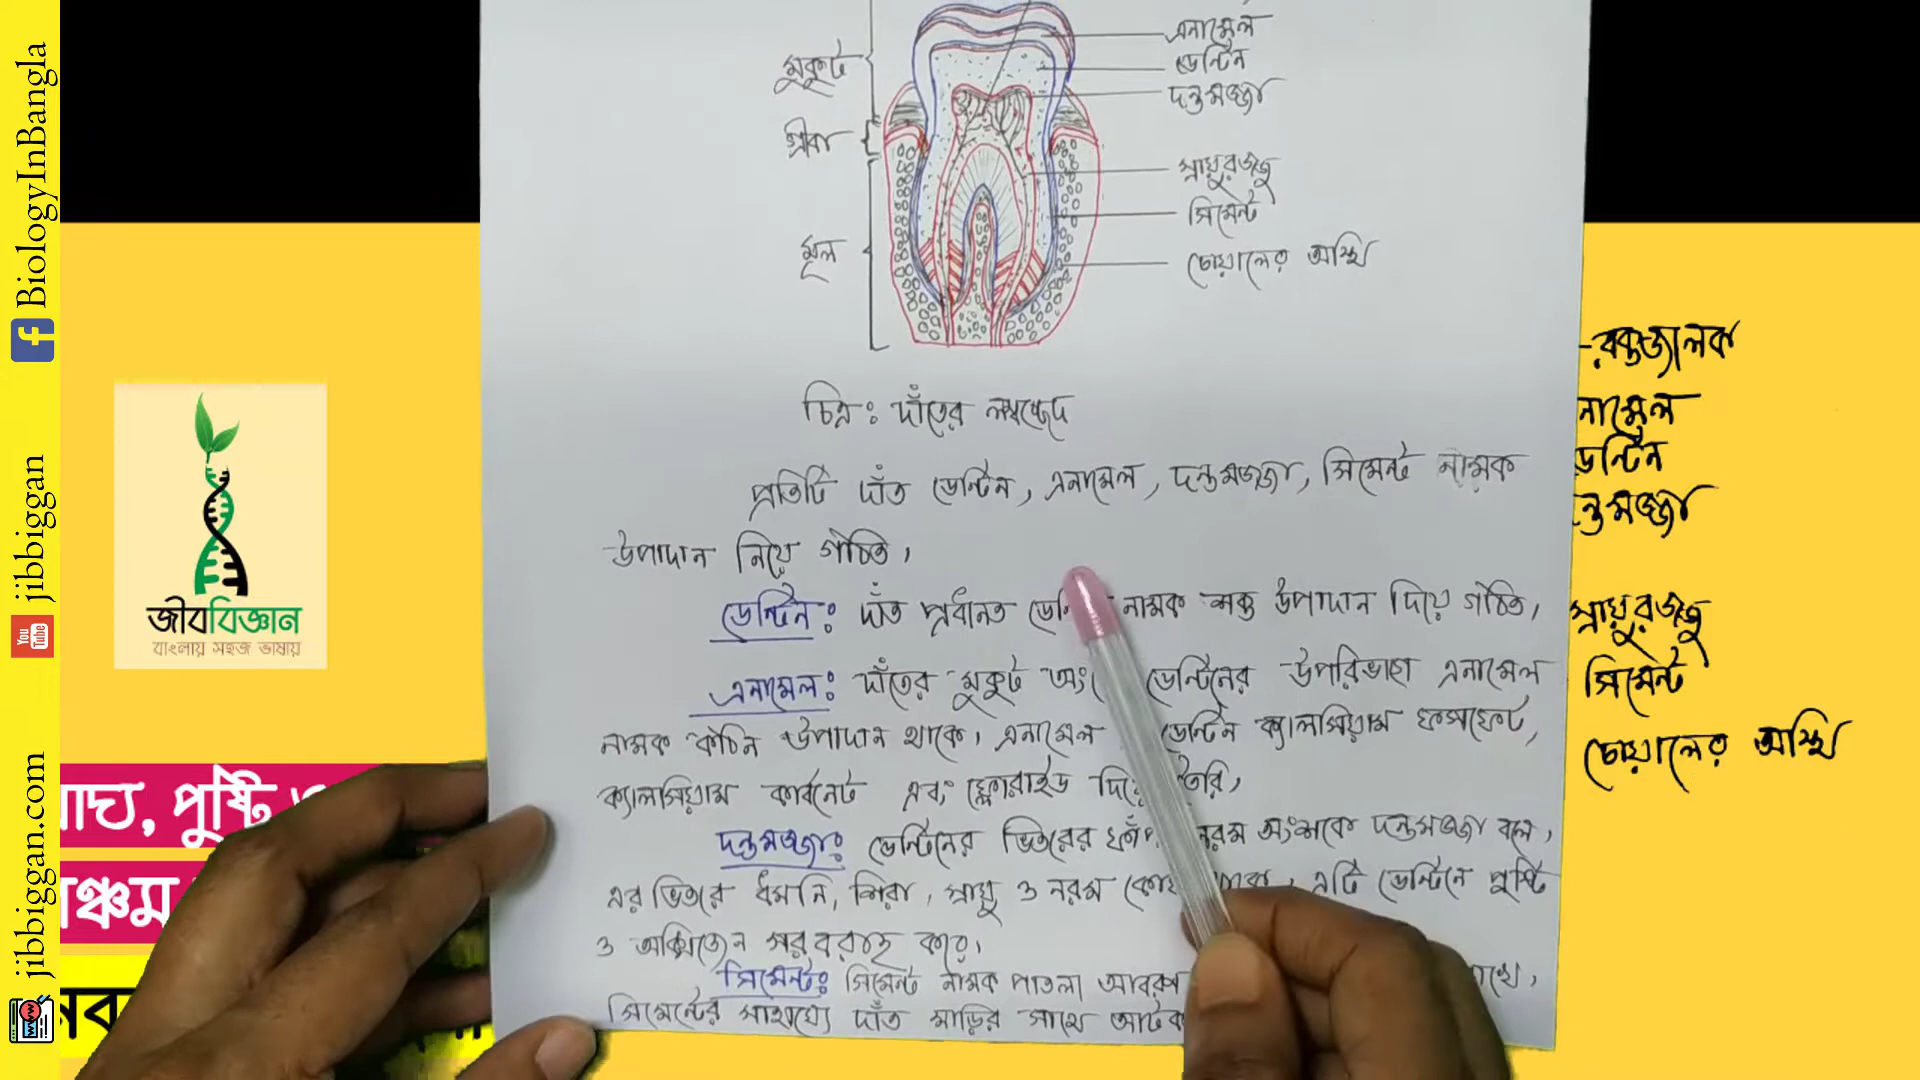 BiologyInBangla
jibbiggan
jibbiggan.com
জীববিজ্ঞান
বাংলায় সহজ ভাষায়
াদ্য, পুষ্টি
ঞ্চম
নব
মুকুট
গ্রীবা
মূল
এনামেল
ডেন্টিন
দন্তমজ্জা
স্নায়ুরজ্জু
সিমেন্ট
চোয়ালের অস্থি
চিত্র: দাঁতের লম্বচ্ছেদ
প্রতিটি দাঁত ডেন্টিন, এনামেল, দন্তমজ্জা, সিমেন্ট নামক
উপাদান নিয়ে গঠিত।
ডেন্টিন: দাঁত প্রধানত ডেন্টি নামক শক্ত উপাদান দিয়ে গঠিত।
এনামেল: দাঁতের মুকুট অং ডেন্টিনের উপরিভাগে এনামেল
নামক কঠিন উপাদান থাকে। এনামেল ডেন্টিন ক্যালসিয়াম ফসফেট,
ক্যালসিয়াম কার্বনেট এবং ফ্লোরাইড দিয়ে তৈরি।
দন্তমজ্জা: ডেন্টিনের ভিতরের ফাঁপা নরম অংশকে দন্তমজ্জা বলে।
এর ভিতরে ধমনি, শিরা, স্নায়ু ও নরম কোষ থাকে। এটি ডেন্টিনে পুষ্টি
ও অক্সিজেন সরবরাহ করে।
সিমেন্ট: সিমেন্ট নামক পাতলা আবরণ াখে,
সিমেন্টের সাহায্যে দাঁত মাড়ির সাথে আটক
রক্তজালক
নামেল
ডেন্টিন
ন্তমজ্জা
স্নায়ুরজ্জু
সিমেন্ট
চোয়ালের অস্থি